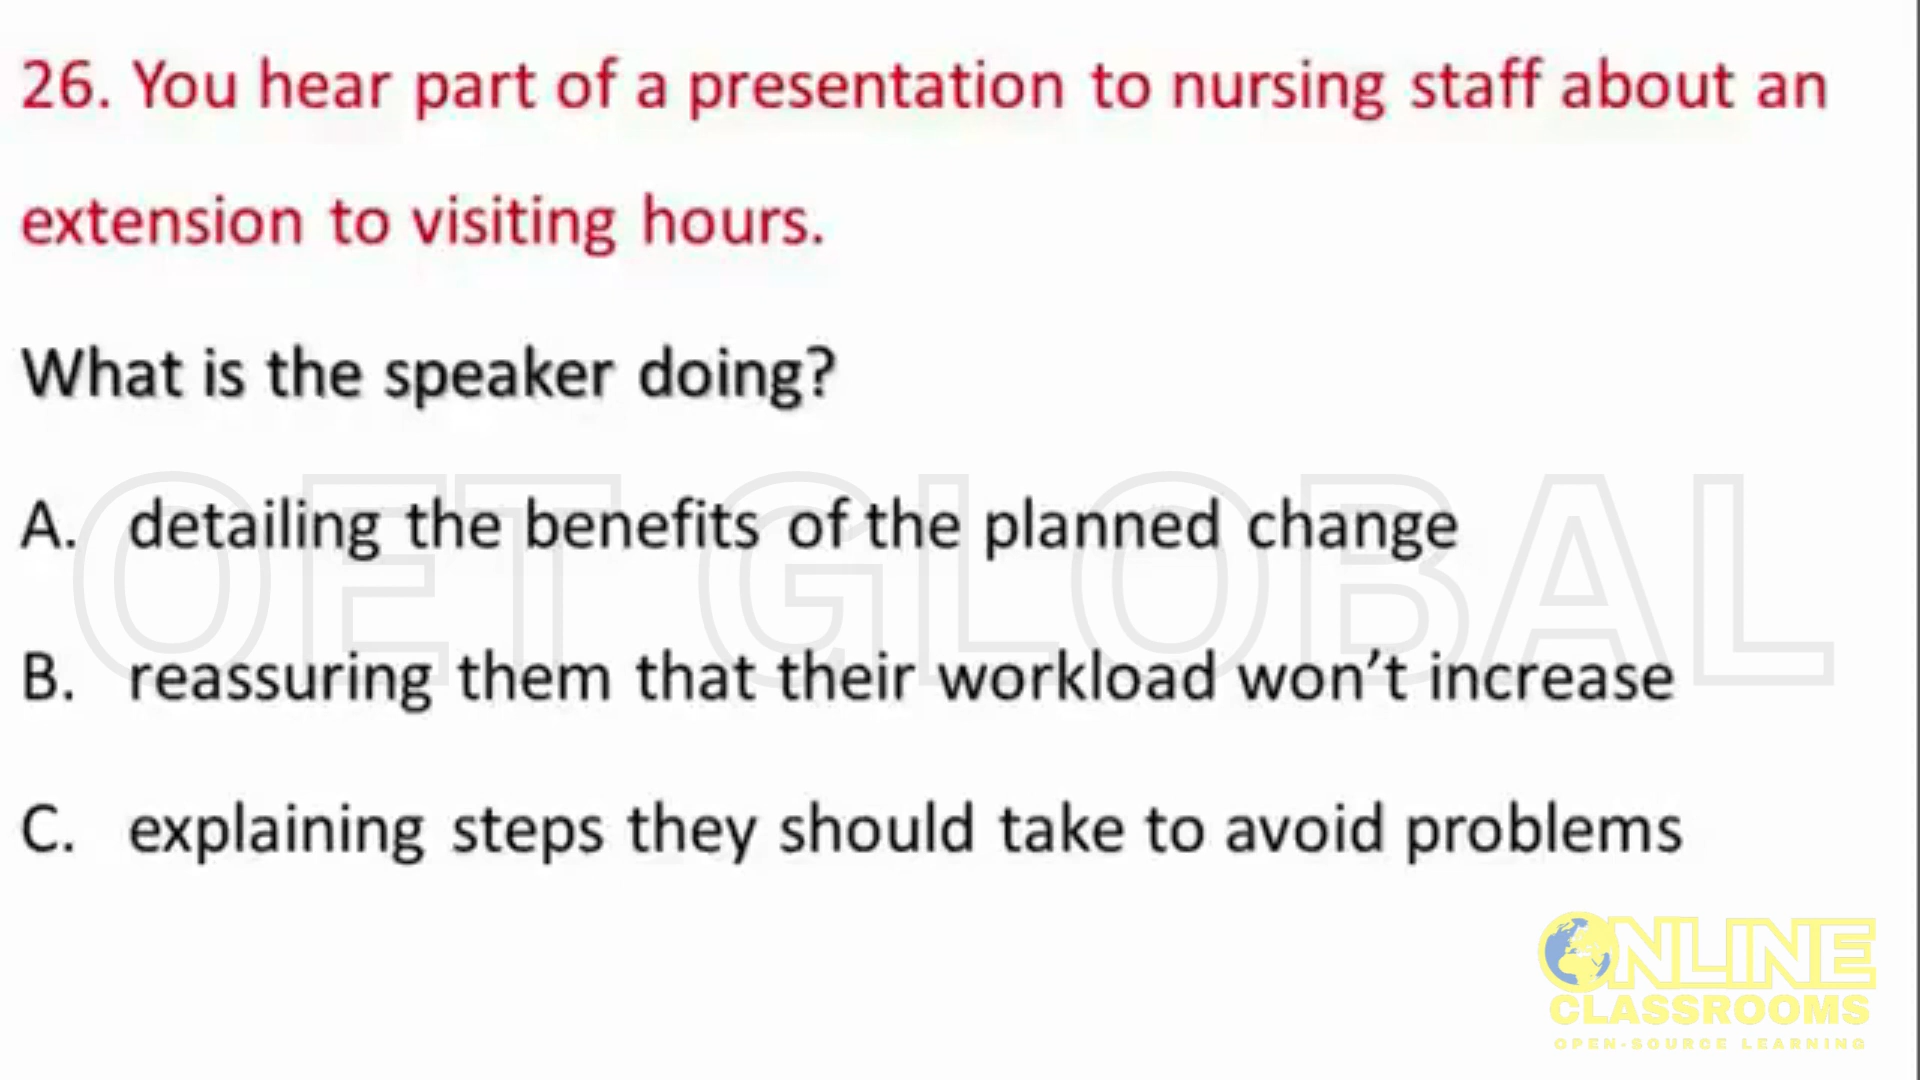 26. You hear part of a presentation to nursing staff about an
extension to visiting hours.
What is the speaker doing?
A. detailing the benefits of the planned change
B. reassuring them that their workload won't increase
C. explaining steps they should take to avoid problems
OET GLOBAL
ONLINE
CLASSROOMS
OPEN-SOURCE LEARNING